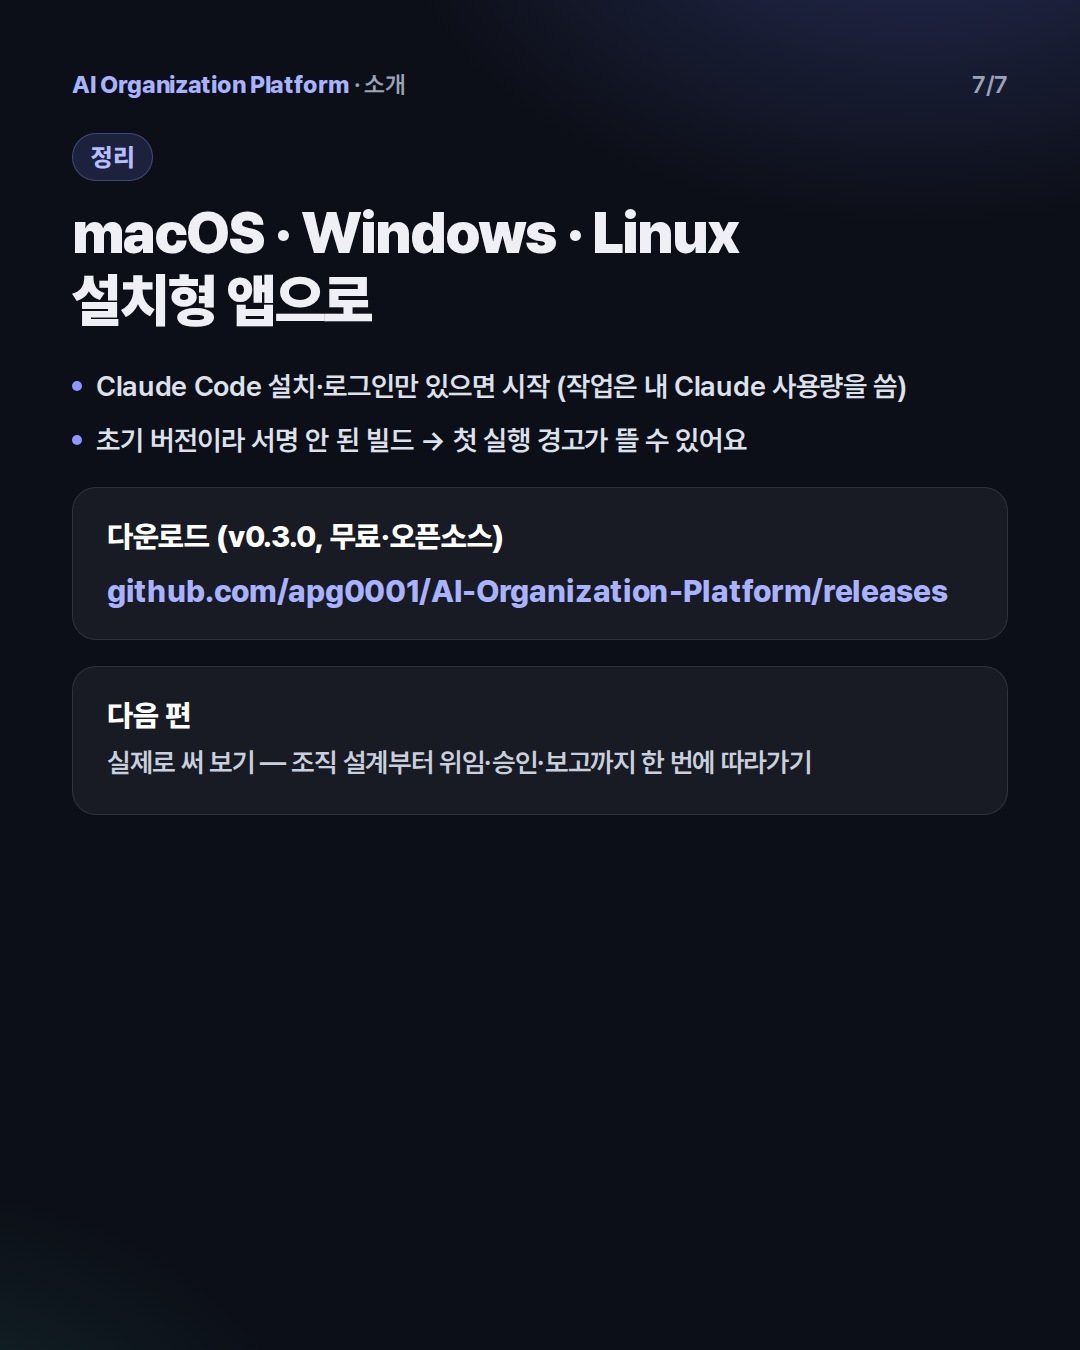 AI Organization Platform · 소개
7/7
정리
macOS · Windows · Linux
설치형 앱으로
Claude Code 설치·로그인만 있으면 시작 (작업은 내 Claude 사용량을 씀)
초기 버전이라 서명 안 된 빌드 → 첫 실행 경고가 뜰 수 있어요
다운로드 (v0.3.0, 무료·오픈소스)
github.com/apg0001/AI-Organization-Platform/releases
다음 편
실제로 써 보기 — 조직 설계부터 위임·승인·보고까지 한 번에 따라가기